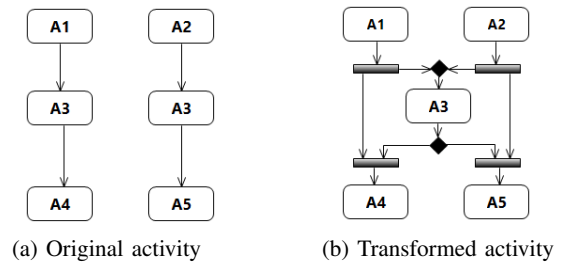 A1 A2 A1 A2
A3 A3 A3
A4 A5 A4 A5
(a) Original activity (b) Transformed activity